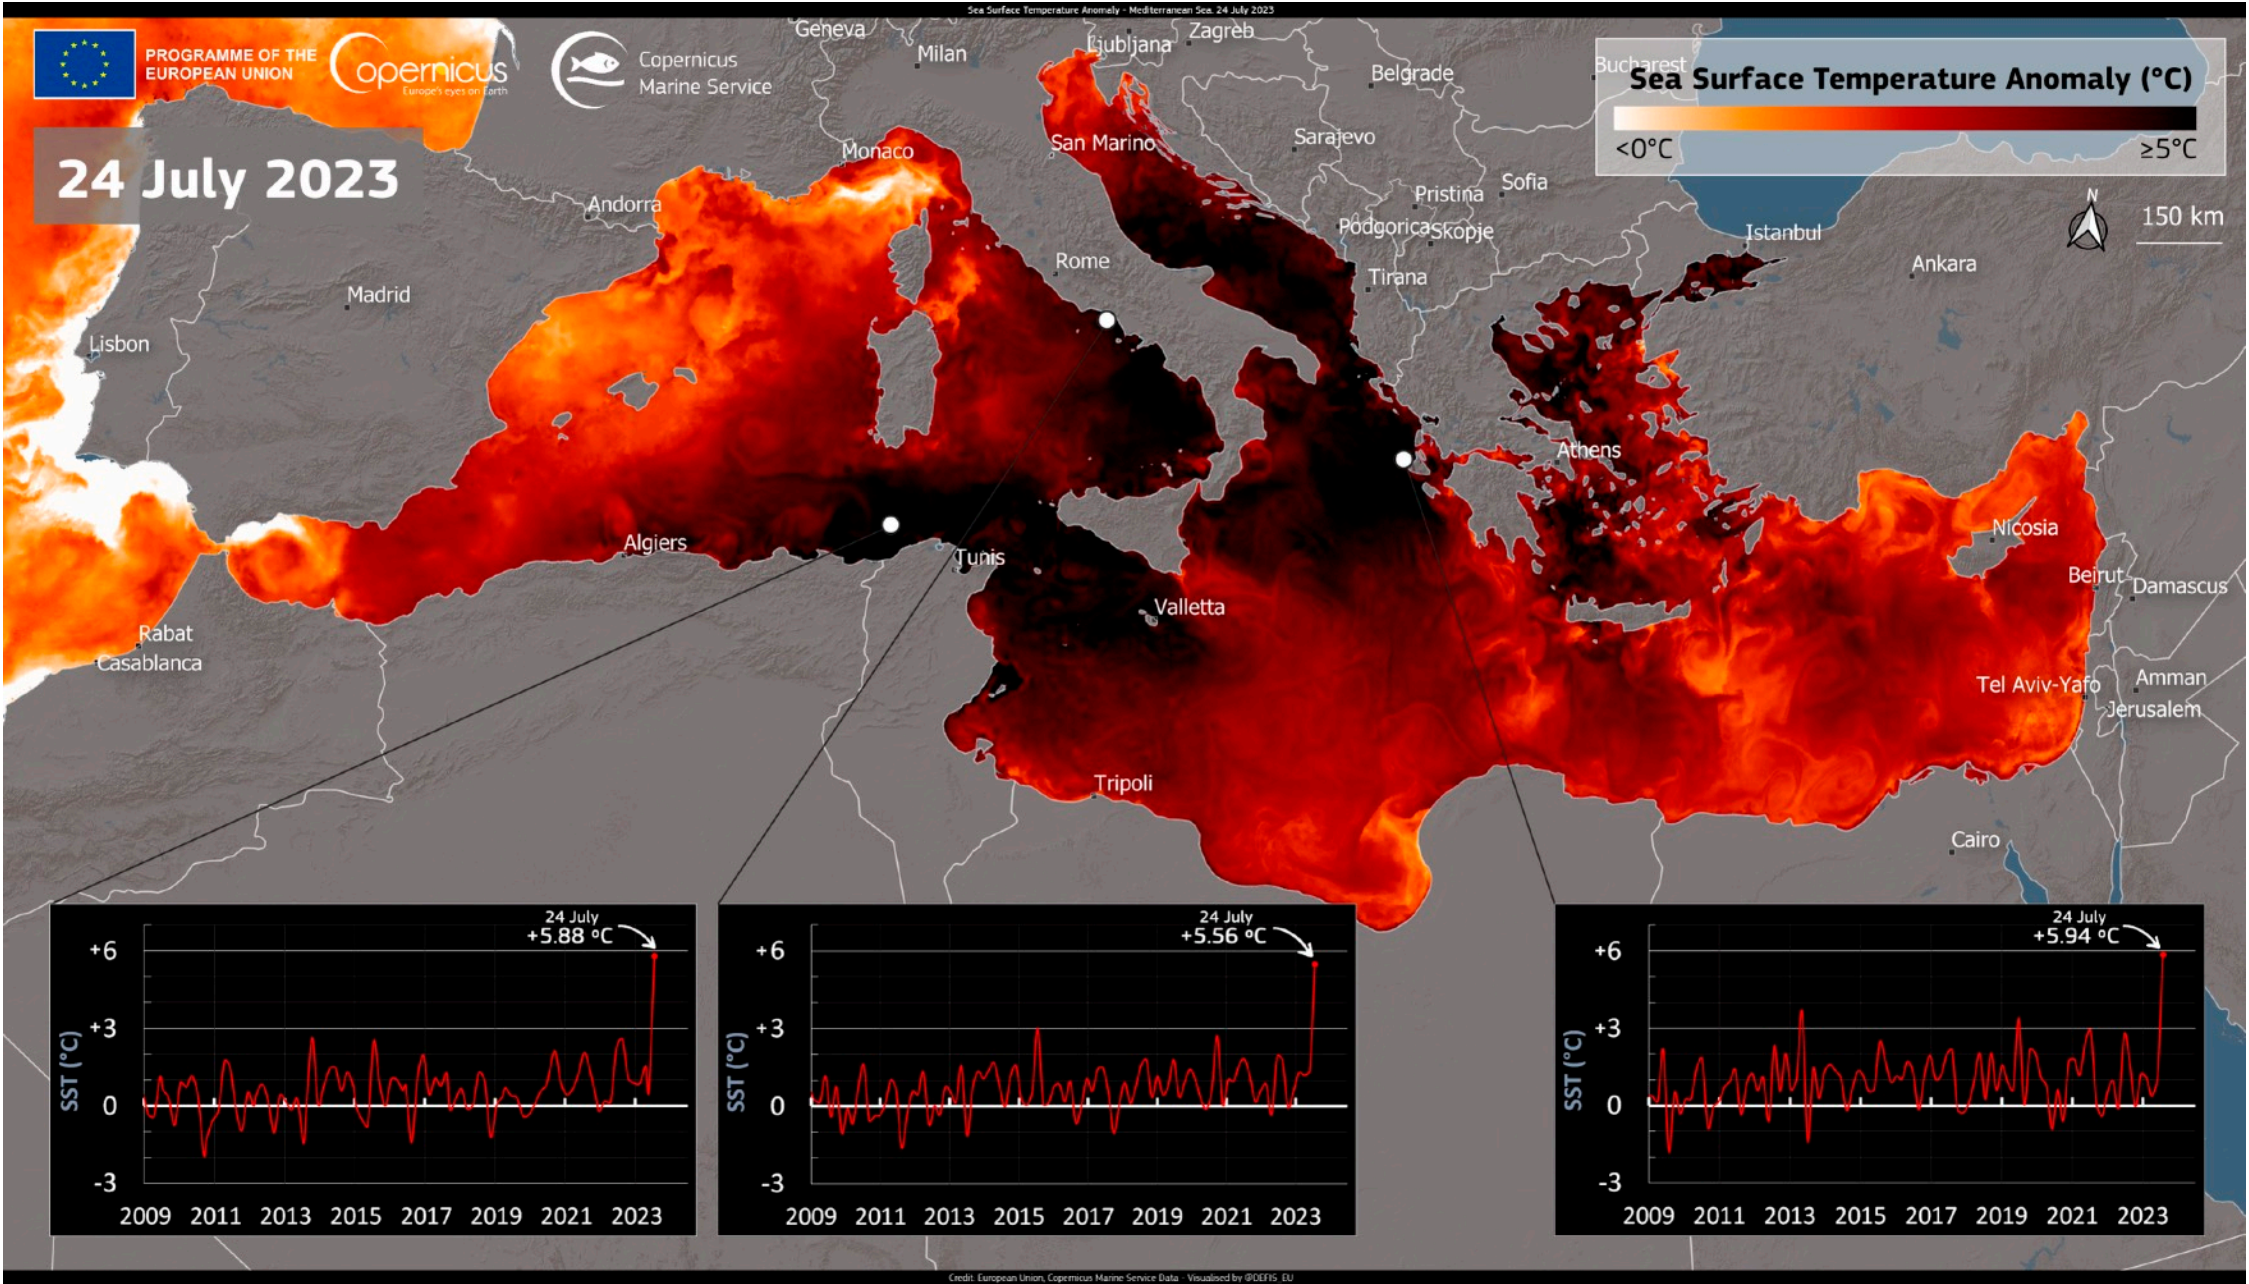 Sea Surface Temperature Anomaly - Mediterranean Sea, 24 July 2023
PROGRAMME OF THE
EUROPEAN UNION
Copernicus
Europe's eyes on Earth
Copernicus
Marine Service
24 July 2023
Sea Surface Temperature Anomaly (°C)
<0°C
≥5°C
N
150 km
Geneva
Milan
Ljubljana
Zagreb
Belgrade
Bucharest
Monaco
San Marino
Sarajevo
Andorra
Pristina
Sofia
Podgorica
Skopje
Istanbul
Rome
Tirana
Ankara
Madrid
Lisbon
Athens
Algiers
Tunis
Nicosia
Beirut
Damascus
Valletta
Rabat
Casablanca
Tel Aviv-Yafo
Amman
Jerusalem
Tripoli
Cairo
24 July
+5.88 °C
SST (°C)
+6
+3
0
-3
2009 2011 2013 2015 2017 2019 2021 2023
24 July
+5.56 °C
SST (°C)
+6
+3
0
-3
2009 2011 2013 2015 2017 2019 2021 2023
24 July
+5.94 °C
SST (°C)
+6
+3
0
-3
2009 2011 2013 2015 2017 2019 2021 2023
Credit: European Union, Copernicus Marine Service Data - Visualised by @DEFIS_EU